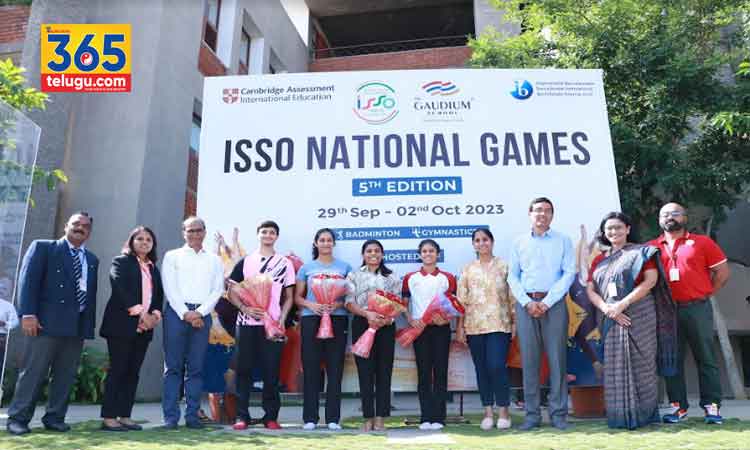 365
telugu.com
Cambridge Assessment
International Education
isso
THE
GAUDIUM
SCHOOL
ISSO NATIONAL GAMES
5TH EDITION
29th Sep - 02nd Oct 2023
BADMINTON
GYMNASTICS
HOSTED